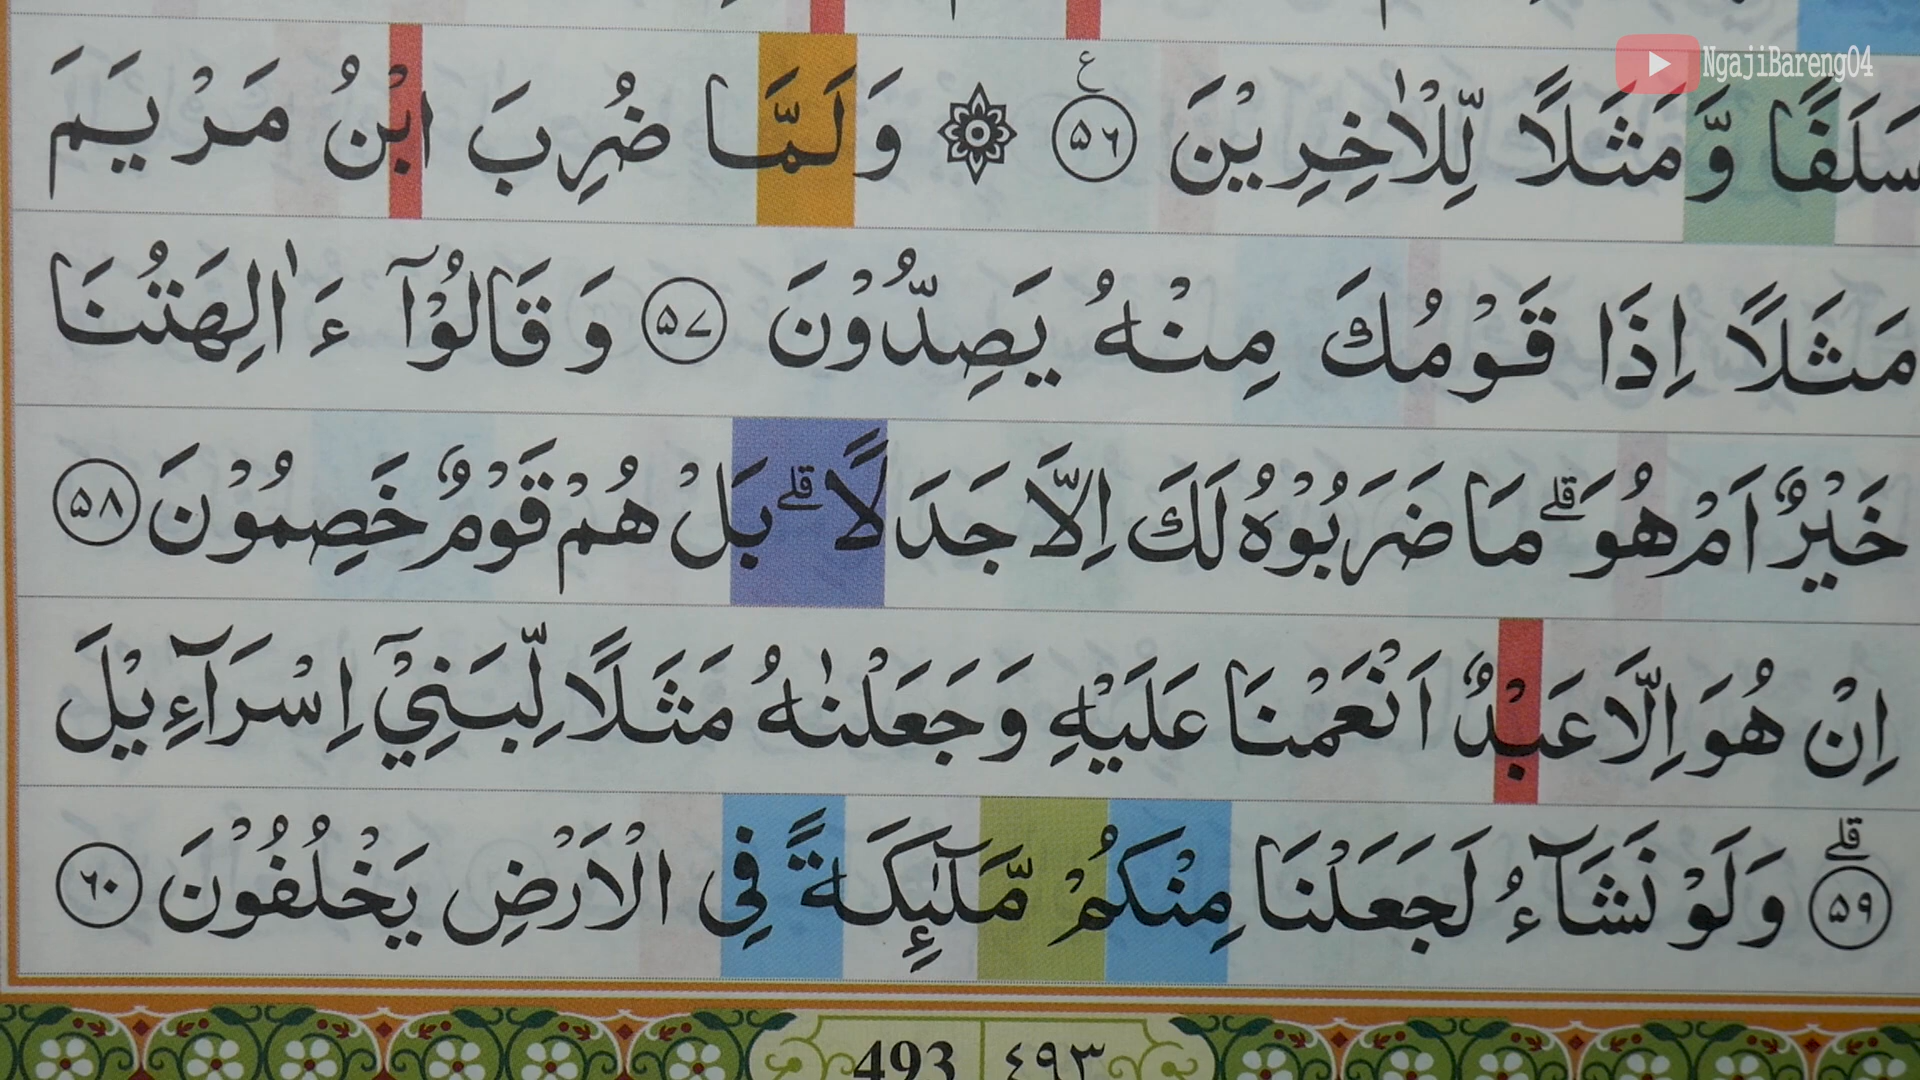 NgajiBareng04
سَلَفًا وَّمَثَلًا لِّلْاٰخِرِيْنَ ࣖ ۝٥٦ ۞ وَلَمَّا ضُرِبَ ابْنُ مَرْيَمَ
مَثَلًا اِذَا قَوْمُكَ مِنْهُ يَصِدُّوْنَ ۝٥٧ وَقَالُوْٓا ءَاٰلِهَتُنَا
خَيْرٌ اَمْ هُوَ ۗ مَا ضَرَبُوْهُ لَكَ اِلَّا جَدَلًا ۗ بَلْ هُمْ قَوْمٌ خَصِمُوْنَ ۝٥٨
اِنْ هُوَ اِلَّا عَبْدٌ اَنْعَمْنَا عَلَيْهِ وَجَعَلْنٰهُ مَثَلًا لِّبَنِيْٓ اِسْرَاۤءِيْلَ
ۗ ۝٥٩ وَلَوْ نَشَاۤءُ لَجَعَلْنَا مِنْكُمْ مَّلٰۤىِٕكَةً فِى الْاَرْضِ يَخْلُفُوْنَ ۝٦٠
493 | ٤٩٣